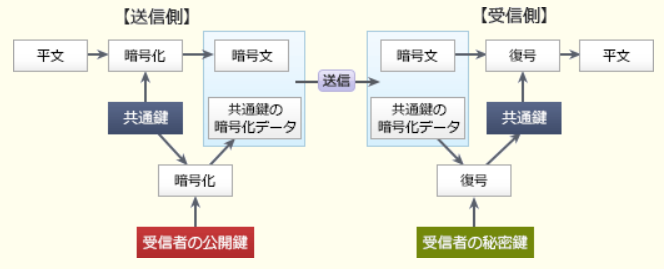 【送信側】
【受信側】
平文
暗号化
暗号文
送信
暗号文
復号
平文
共通鍵
共通鍵の
暗号化データ
共通鍵の
暗号化データ
共通鍵
暗号化
復号
受信者の公開鍵
受信者の秘密鍵